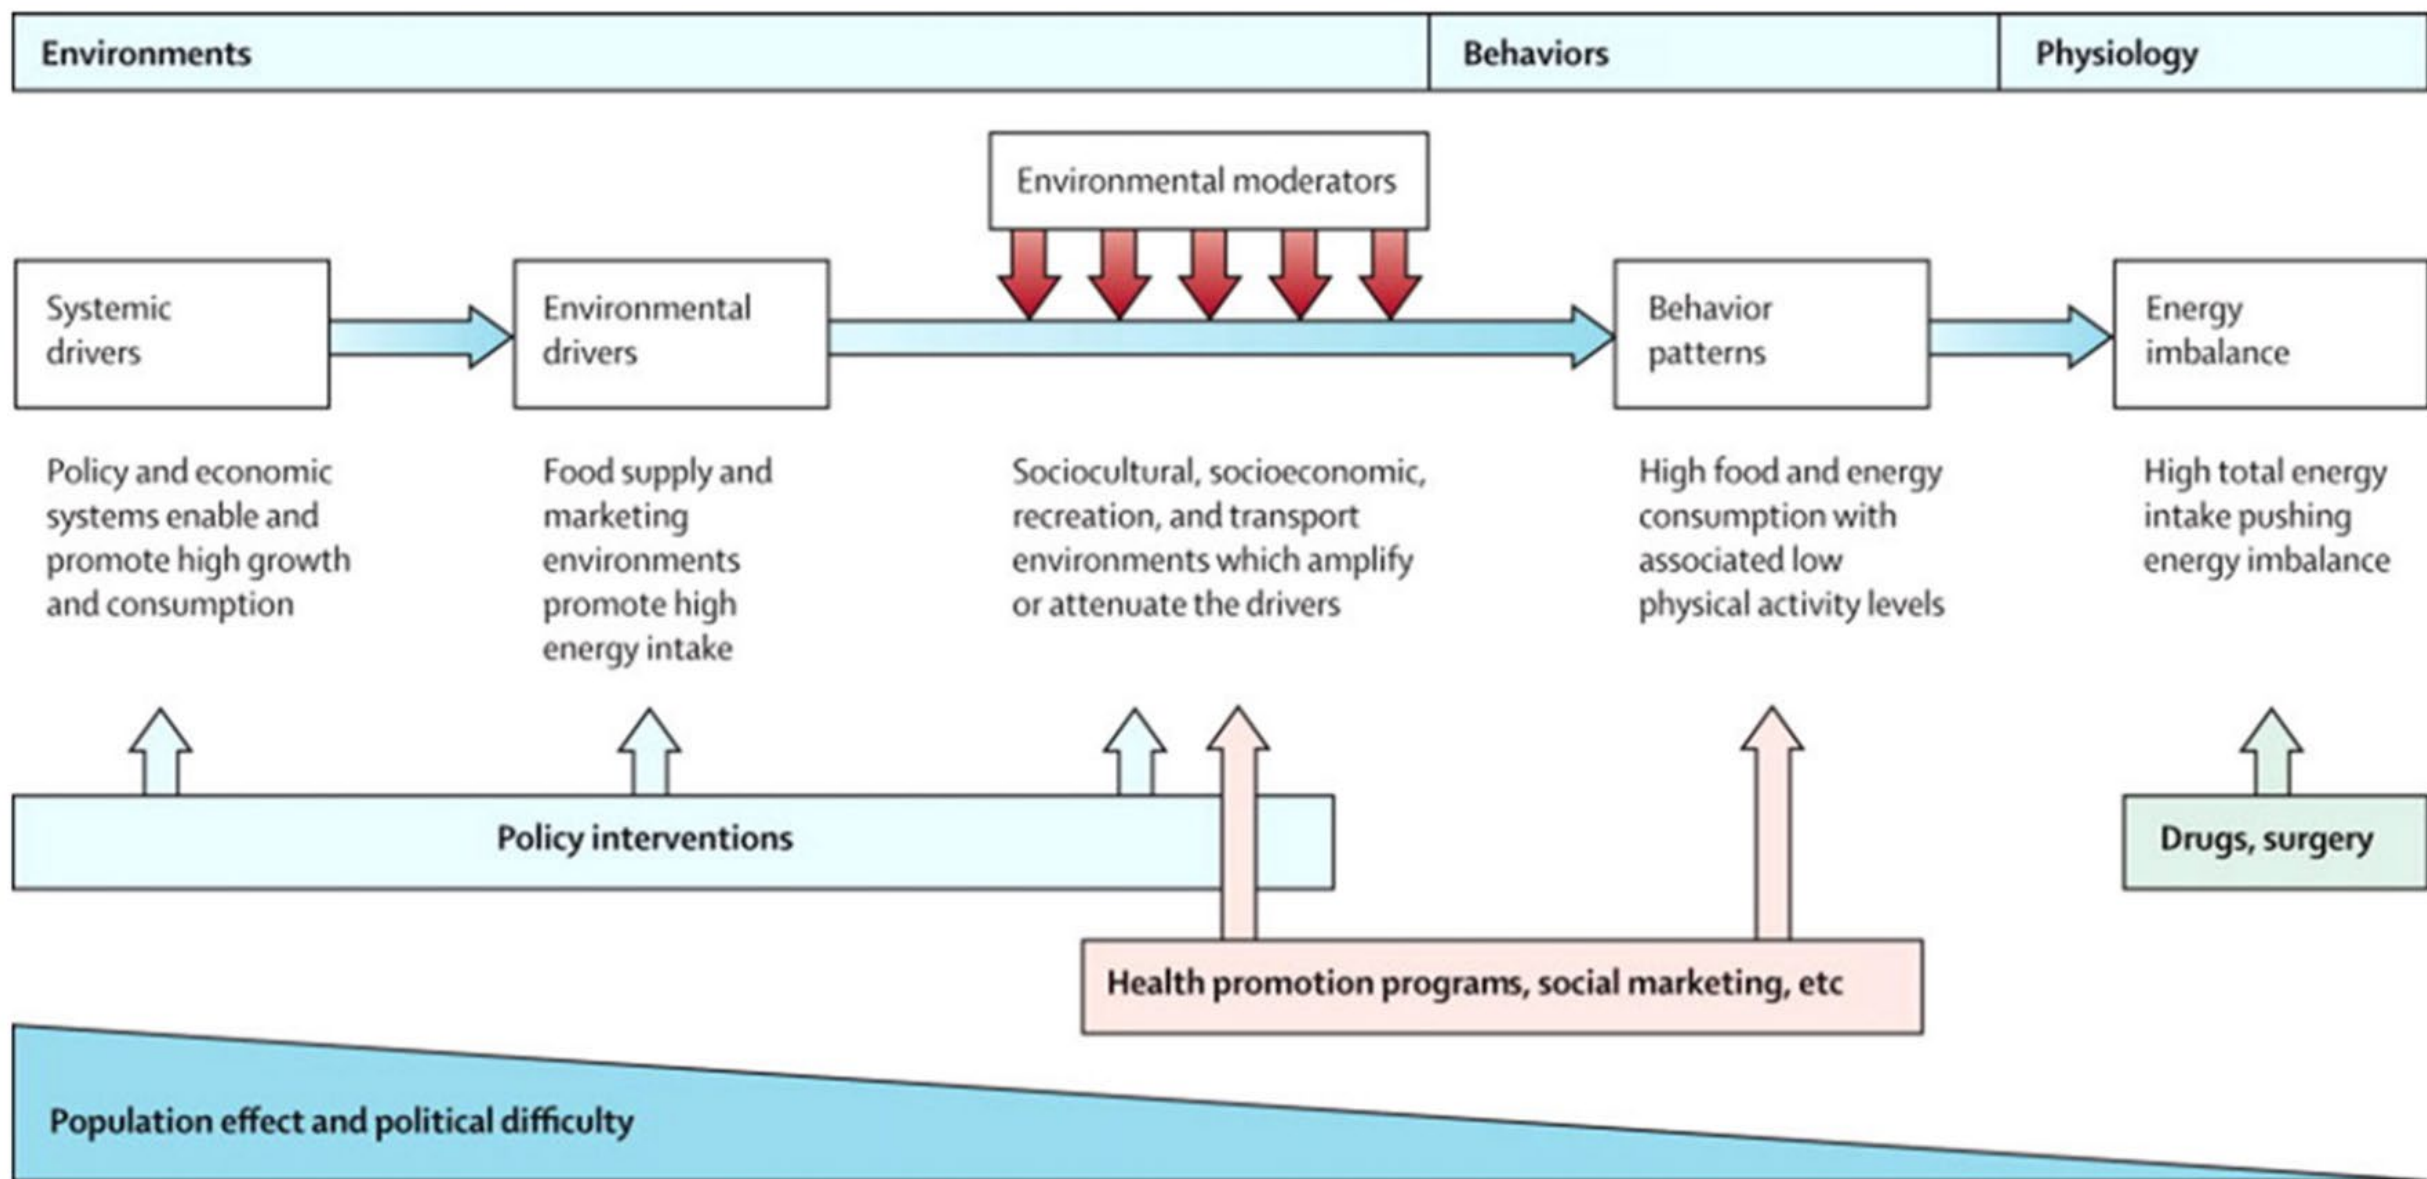 Environments
Behaviors
Physiology
Environmental moderators
Systemic
drivers
Environmental
drivers
Behavior
patterns
Energy
imbalance
Policy and economic
systems enable and
promote high growth
and consumption
Food supply and
marketing
environments
promote high
energy intake
Sociocultural, socioeconomic,
recreation, and transport
environments which amplify
or attenuate the drivers
High food and energy
consumption with
associated low
physical activity levels
High total energy
intake pushing
energy imbalance
Policy interventions
Drugs, surgery
Health promotion programs, social marketing, etc
Population effect and political difficulty